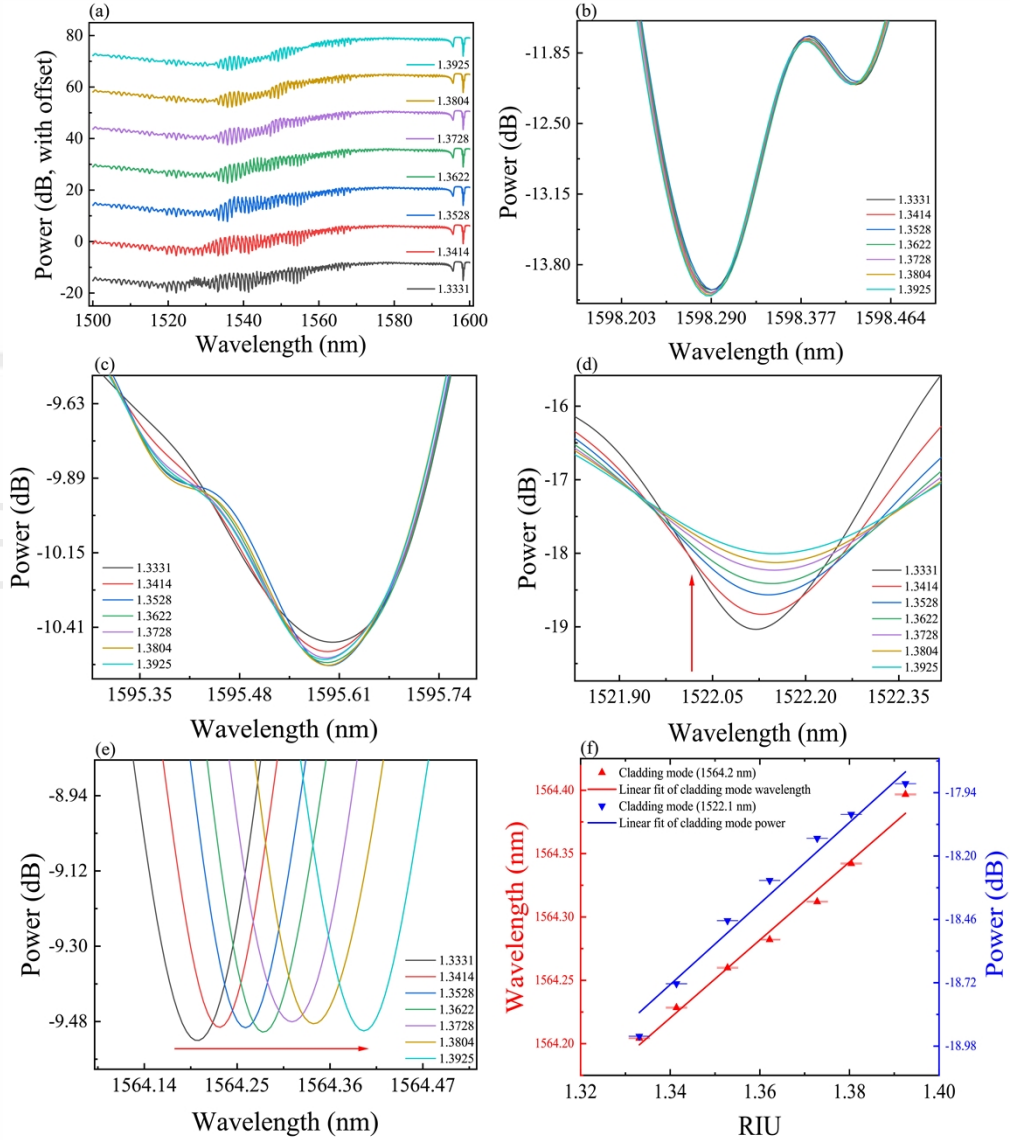 (a)
Power (dB, with offset)
80
60
40
20
0
-20
1.3925
1.3804
1.3728
1.3622
1.3528
1.3414
1.3331
1500 1520 1540 1560 1580 1600
Wavelength (nm)
(b)
Power (dB)
-11.85
-12.50
-13.15
-13.80
1.3331
1.3414
1.3528
1.3622
1.3728
1.3804
1.3925
1598.203 1598.290 1598.377 1598.464
Wavelength (nm)
(c)
Power (dB)
-9.63
-9.89
-10.15
-10.41
1.3331
1.3414
1.3528
1.3622
1.3728
1.3804
1.3925
1595.35 1595.48 1595.61 1595.74
Wavelength (nm)
(d)
Power (dB)
-16
-17
-18
-19
1.3331
1.3414
1.3528
1.3622
1.3728
1.3804
1.3925
1521.90 1522.05 1522.20 1522.35
Wavelength (nm)
(e)
Power (dB)
-8.94
-9.12
-9.30
-9.48
1.3331
1.3414
1.3528
1.3622
1.3728
1.3804
1.3925
1564.14 1564.25 1564.36 1564.47
Wavelength (nm)
(f)
Cladding mode (1564.2 nm)
Linear fit of cladding mode wavelength
Cladding mode (1522.1 nm)
Linear fit of cladding mode power
Wavelength (nm)
1564.40
1564.35
1564.30
1564.25
1564.20
-17.94
-18.20
-18.46
-18.72
-18.98
Power (dB)
1.32 1.34 1.36 1.38 1.40
RIU